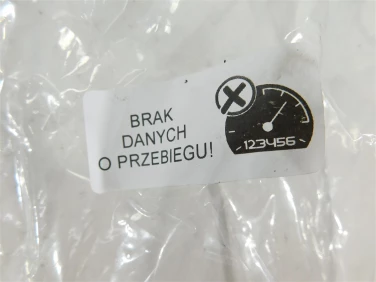 BRAK
DANYCH
O PRZEBIEGU!
123456